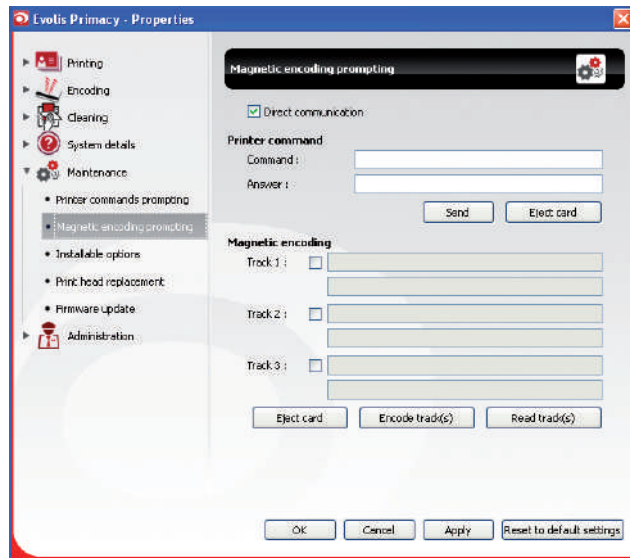 Evolis Primacy - Properties
Printing
Encoding
Cleaning
System details
Maintenance
Printer commands prompting
Magnetic encoding prompting
Installable options
Print head replacement
Firmware update
Administration
Magnetic encoding prompting
Direct communication
Printer command
Command :
Answer :
Send Eject card
Magnetic encoding
Track 1 :
Track 2 :
Track 3 :
Eject card Encode track(s) Read track(s)
OK Cancel Apply Reset to default settings